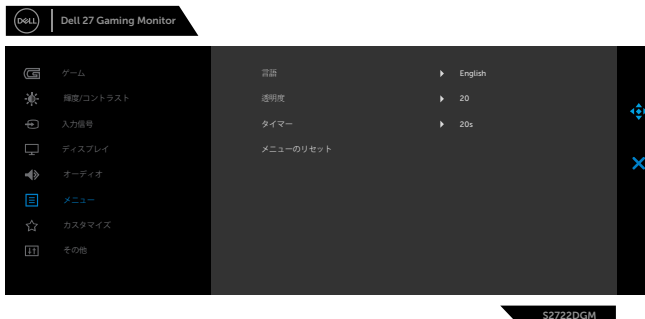 DELL
Dell 27 Gaming Monitor
ゲーム
言語
English
輝度/コントラスト
透明度
20
入力信号
タイマー
20s
ディスプレイ
メニューのリセット
オーディオ
メニュー
カスタマイズ
その他
S2722DGM